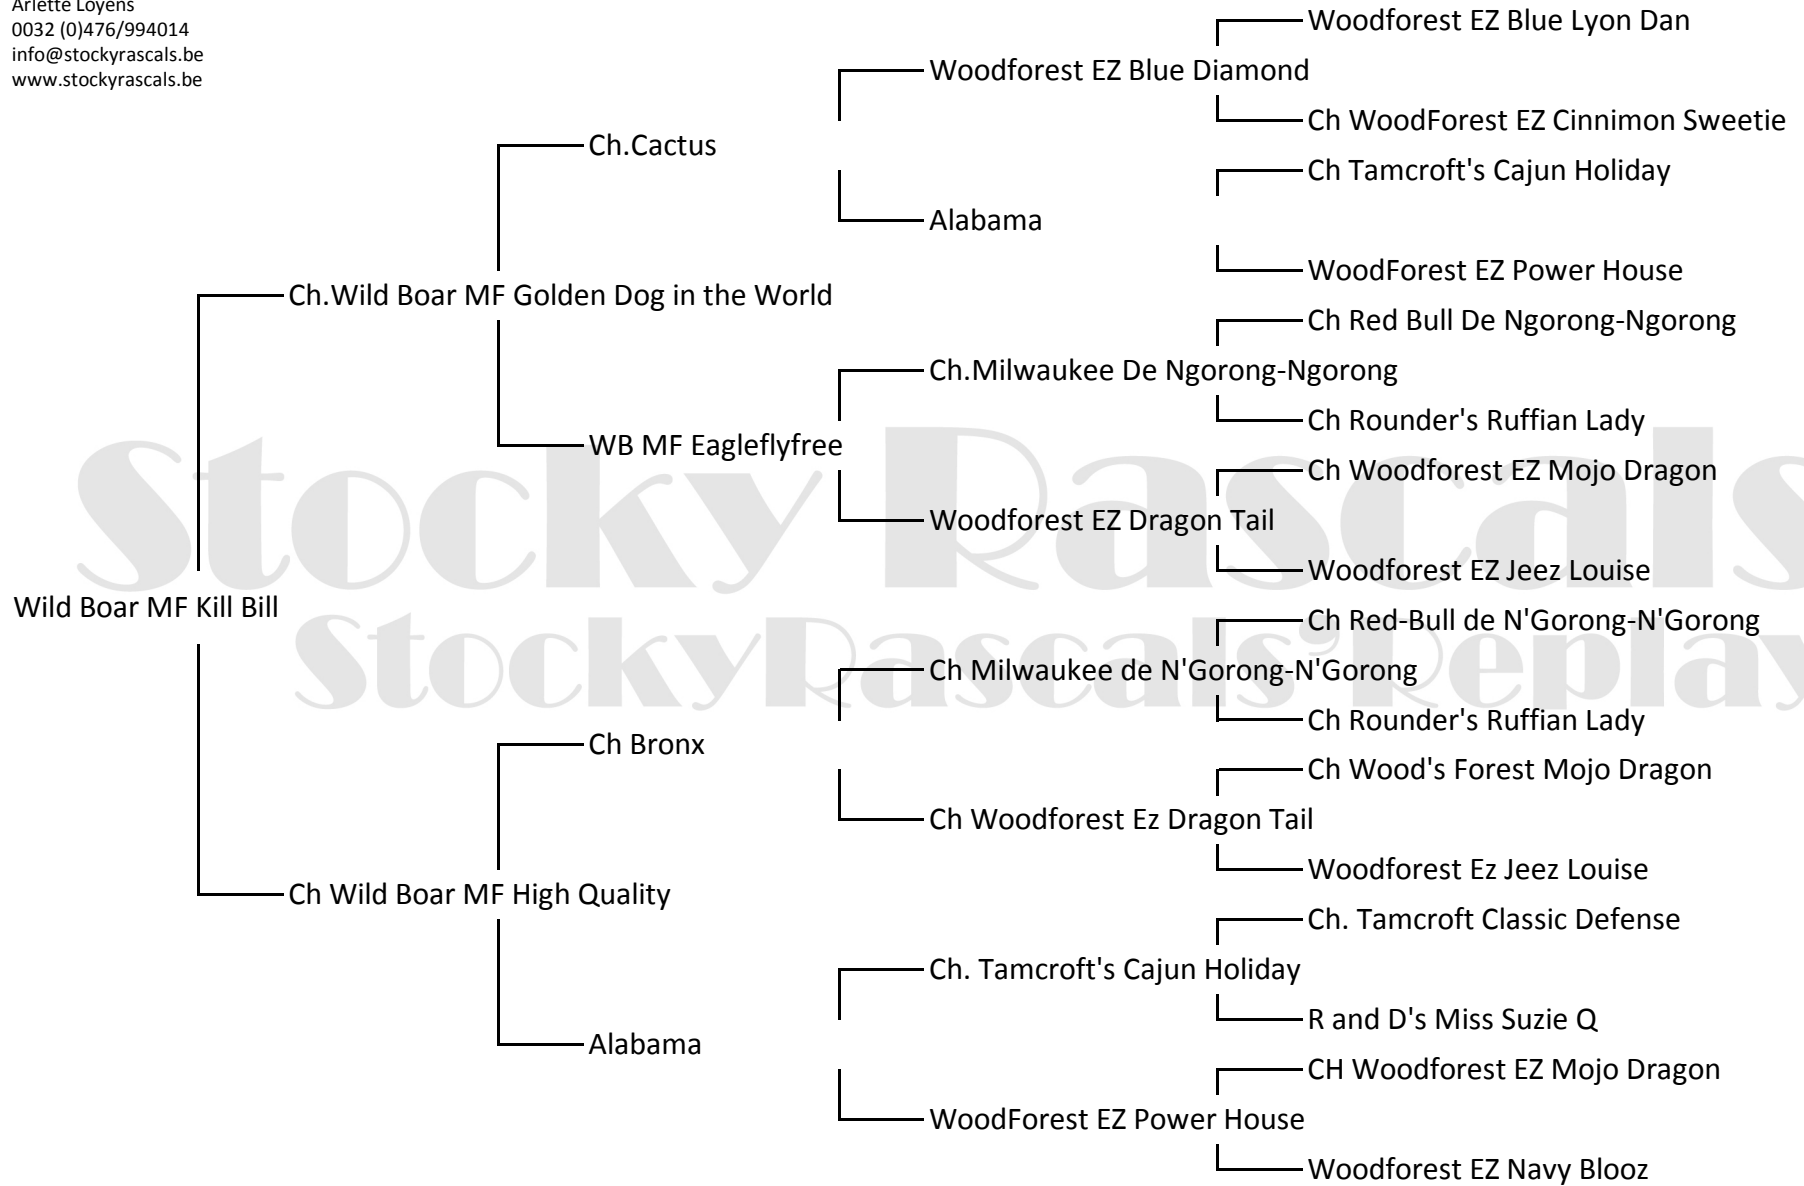 Arlette Loyens
0032 (0)476/994014
info@stockyrascals.be
www.stockyrascals.be
Woodforest EZ Blue Lyon Dan
Woodforest EZ Blue Diamond
Ch WoodForest EZ Cinnimon Sweetie
Ch.Cactus
Ch Tamcroft's Cajun Holiday
Alabama
WoodForest EZ Power House
Ch.Wild Boar MF Golden Dog in the World
Ch Red Bull De Ngorong-Ngorong
Ch.Milwaukee De Ngorong-Ngorong
Ch Rounder's Ruffian Lady
WB MF Eagleflyfree
Ch Woodforest EZ Mojo Dragon
Woodforest EZ Dragon Tail
Woodforest EZ Jeez Louise
Stocky Rascals
Wild Boar MF Kill Bill
Ch Red-Bull de N'Gorong-N'Gorong
StockyRascals' Replay
Ch Milwaukee de N'Gorong-N'Gorong
Ch Rounder's Ruffian Lady
Ch Bronx
Ch Wood's Forest Mojo Dragon
Ch Woodforest Ez Dragon Tail
Woodforest Ez Jeez Louise
Ch Wild Boar MF High Quality
Ch. Tamcroft Classic Defense
Ch. Tamcroft's Cajun Holiday
R and D's Miss Suzie Q
Alabama
CH Woodforest EZ Mojo Dragon
WoodForest EZ Power House
Woodforest EZ Navy Blooz